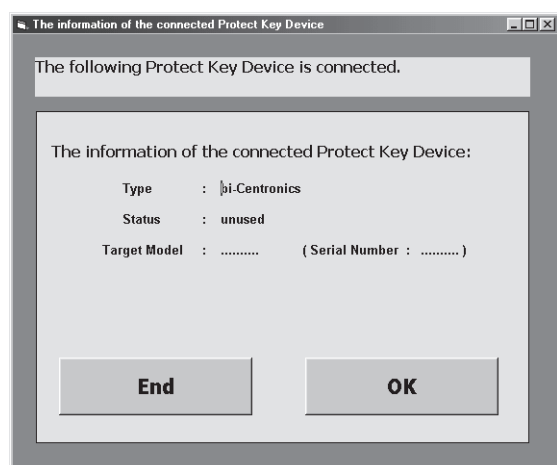 The information of the connected Protect Key Device
The following Protect Key Device is connected.
The information of the connected Protect Key Device:
Type : bi-Centronics
Status : unused
Target Model : .......... ( Serial Number : .......... )
End OK